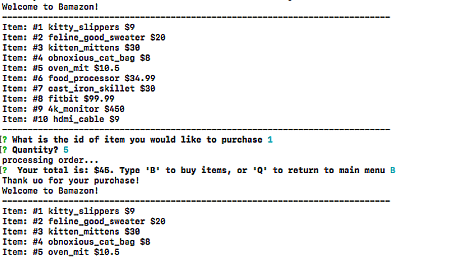 Welcome to Bamazon!
--------------------------------------------------------------------------------
Item: #1 kitty_slippers $9
Item: #2 feline_good_sweater $20
Item: #3 kitten_mittens $30
Item: #4 obnoxious_cat_bag $8
Item: #5 oven_mit $10.5
Item: #6 food_processor $34.99
Item: #7 cast_iron_skillet $30
Item: #8 fitbit $99.99
Item: #9 4k_monitor $450
Item: #10 hdmi_cable $9
--------------------------------------------------------------------------------
[? What is the id of item you would like to purchase 1
[? Quantity? 5
processing order...
[?  Your total is: $45. Type 'B' to buy items, or 'Q' to return to main menu B
Thank uo for your purchase!
Welcome to Bamazon!
--------------------------------------------------------------------------------
Item: #1 kitty_slippers $9
Item: #2 feline_good_sweater $20
Item: #3 kitten_mittens $30
Item: #4 obnoxious_cat_bag $8
Item: #5 oven_mit $10.5